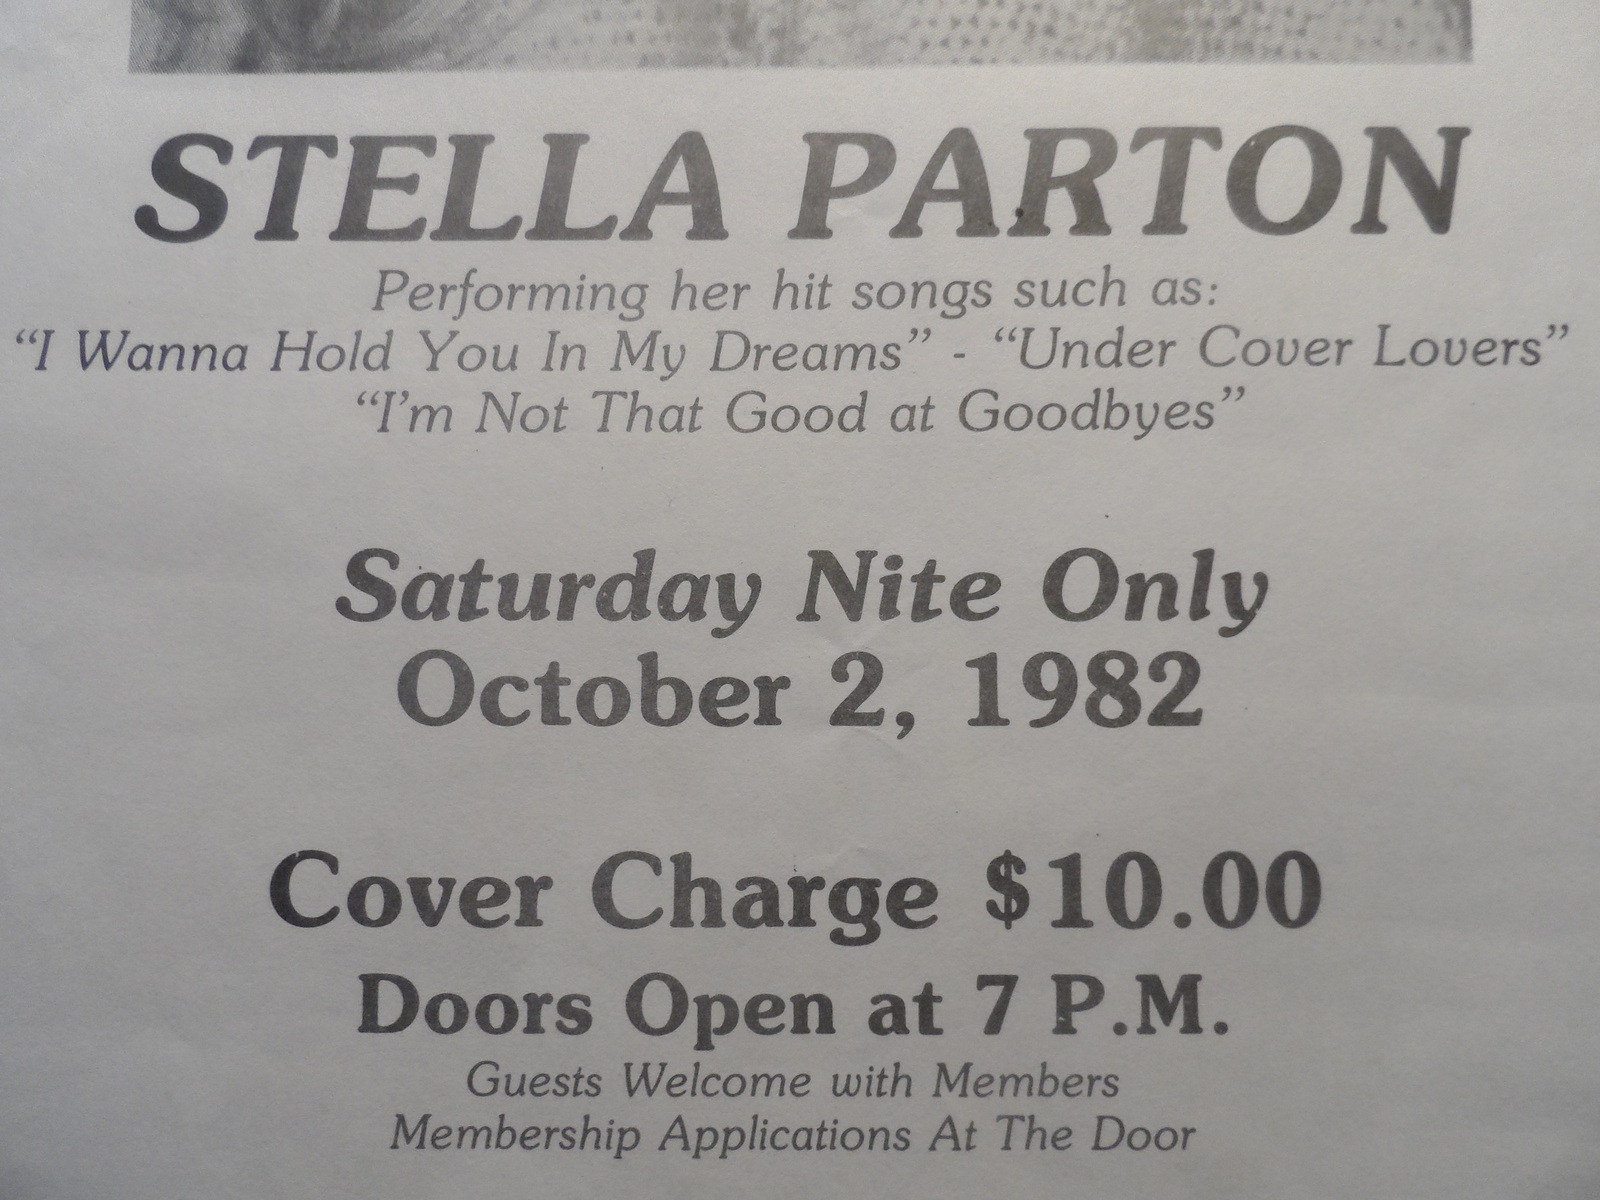 STELLA PARTON
Performing her hit songs such as:
“I Wanna Hold You In My Dreams” - “Under Cover Lovers”
“I’m Not That Good at Goodbyes”
Saturday Nite Only
October 2, 1982
Cover Charge $10.00
Doors Open at 7 P.M.
Guests Welcome with Members
Membership Applications At The Door